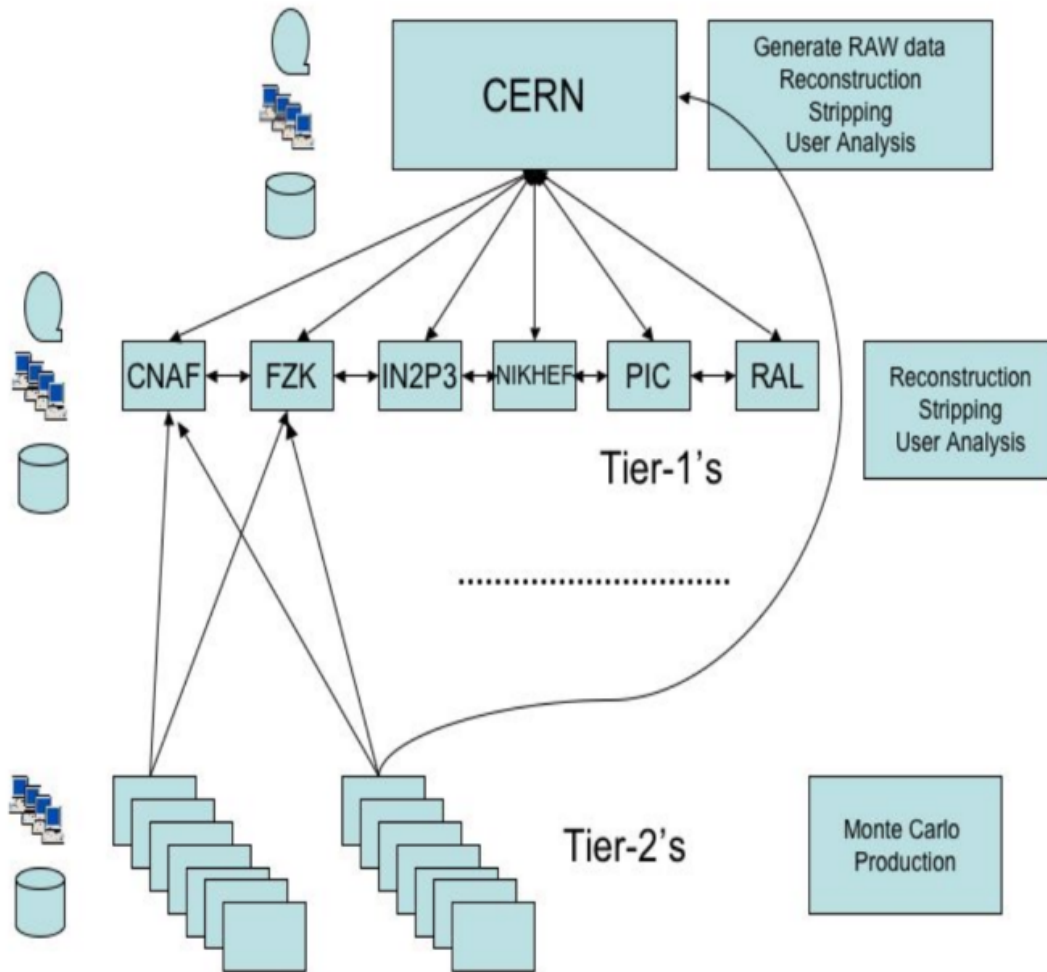 CERN
Generate RAW data
Reconstruction
Stripping
User Analysis
CNAF
FZK
IN2P3
NIKHEF
PIC
RAL
Reconstruction
Stripping
User Analysis
Tier-1's
Tier-2's
Monte Carlo
Production